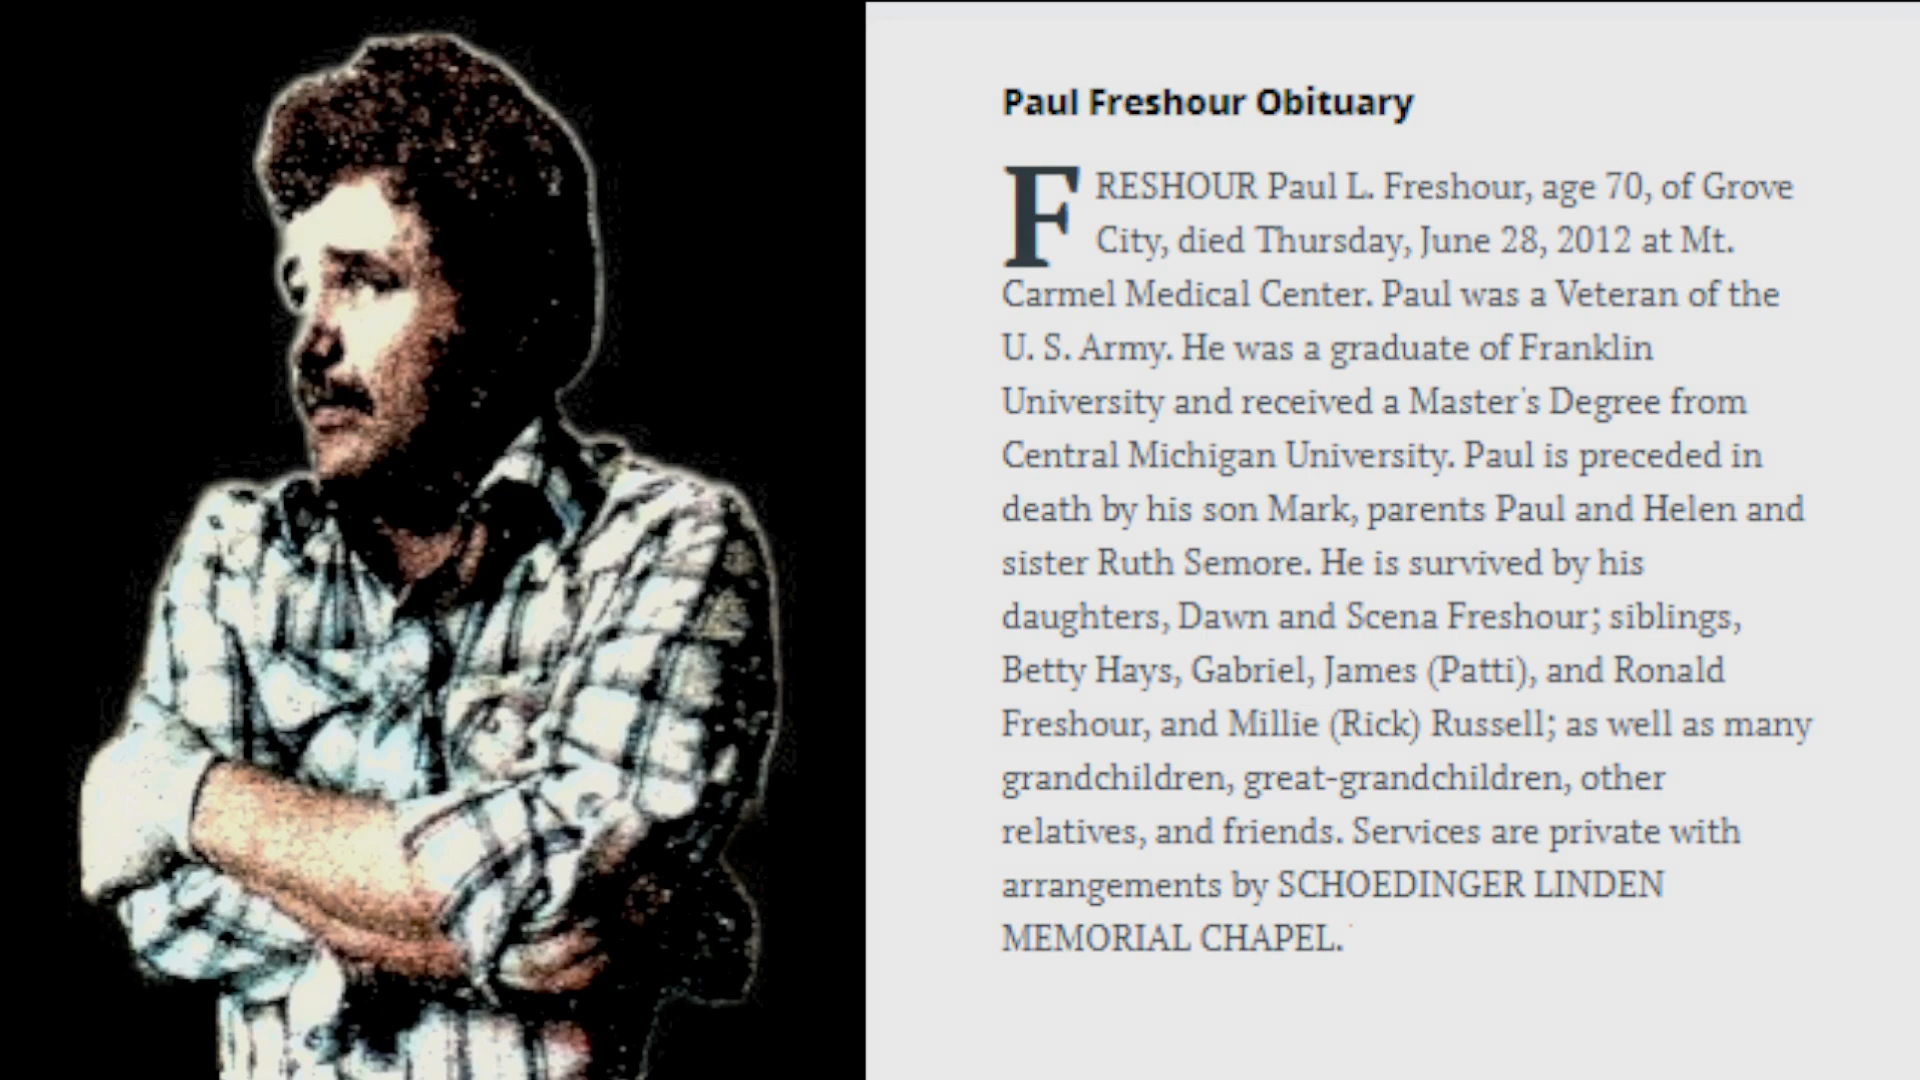 Paul Freshour Obituary
FRESHOUR Paul L. Freshour, age 70, of Grove
City, died Thursday, June 28, 2012 at Mt.
Carmel Medical Center. Paul was a Veteran of the
U. S. Army. He was a graduate of Franklin
University and received a Master's Degree from
Central Michigan University. Paul is preceded in
death by his son Mark, parents Paul and Helen and
sister Ruth Semore. He is survived by his
daughters, Dawn and Scena Freshour; siblings,
Betty Hays, Gabriel, James (Patti), and Ronald
Freshour, and Millie (Rick) Russell; as well as many
grandchildren, great-grandchildren, other
relatives, and friends. Services are private with
arrangements by SCHOEDINGER LINDEN
MEMORIAL CHAPEL.